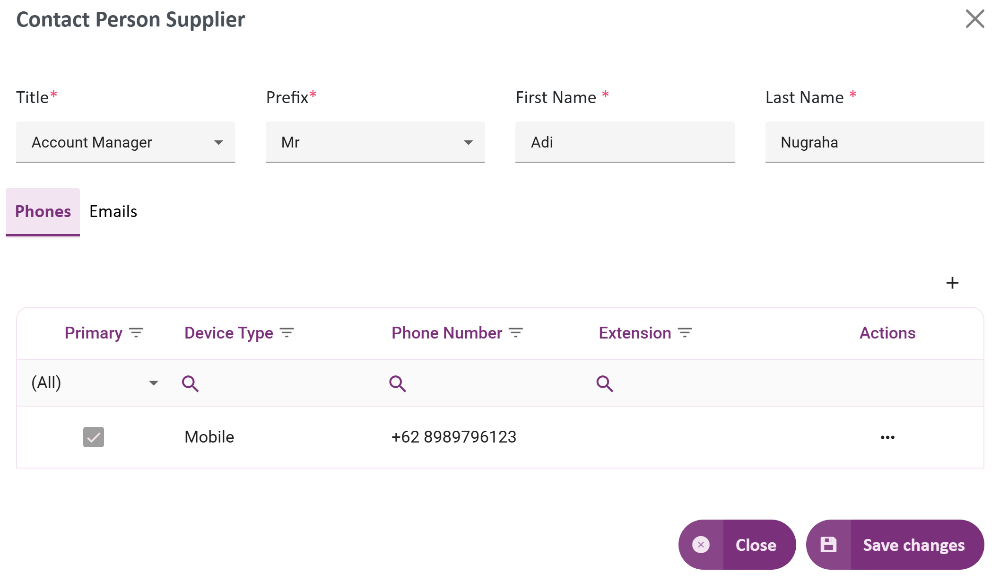 Contact Person Supplier
Title* Prefix* First Name * Last Name *
Account Manager Mr Adi Nugraha
Phones Emails
Primary Device Type Phone Number Extension Actions
(All)
Mobile +62 8989796123
Close Save changes